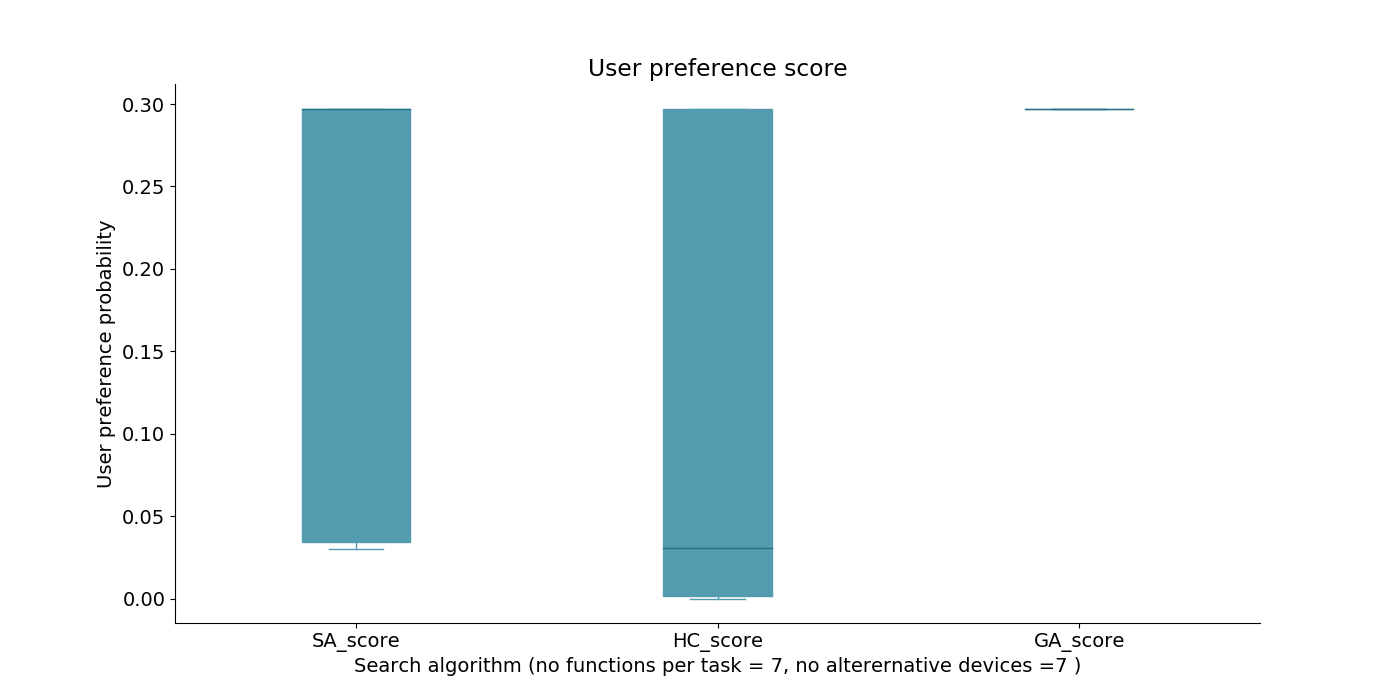 User preference score
User preference probability
0.30
0.25
0.20
0.15
0.10
0.05
0.00
SA_score
HC_score
GA_score
Search algorithm (no functions per task = 7, no altererrnative devices =7 )